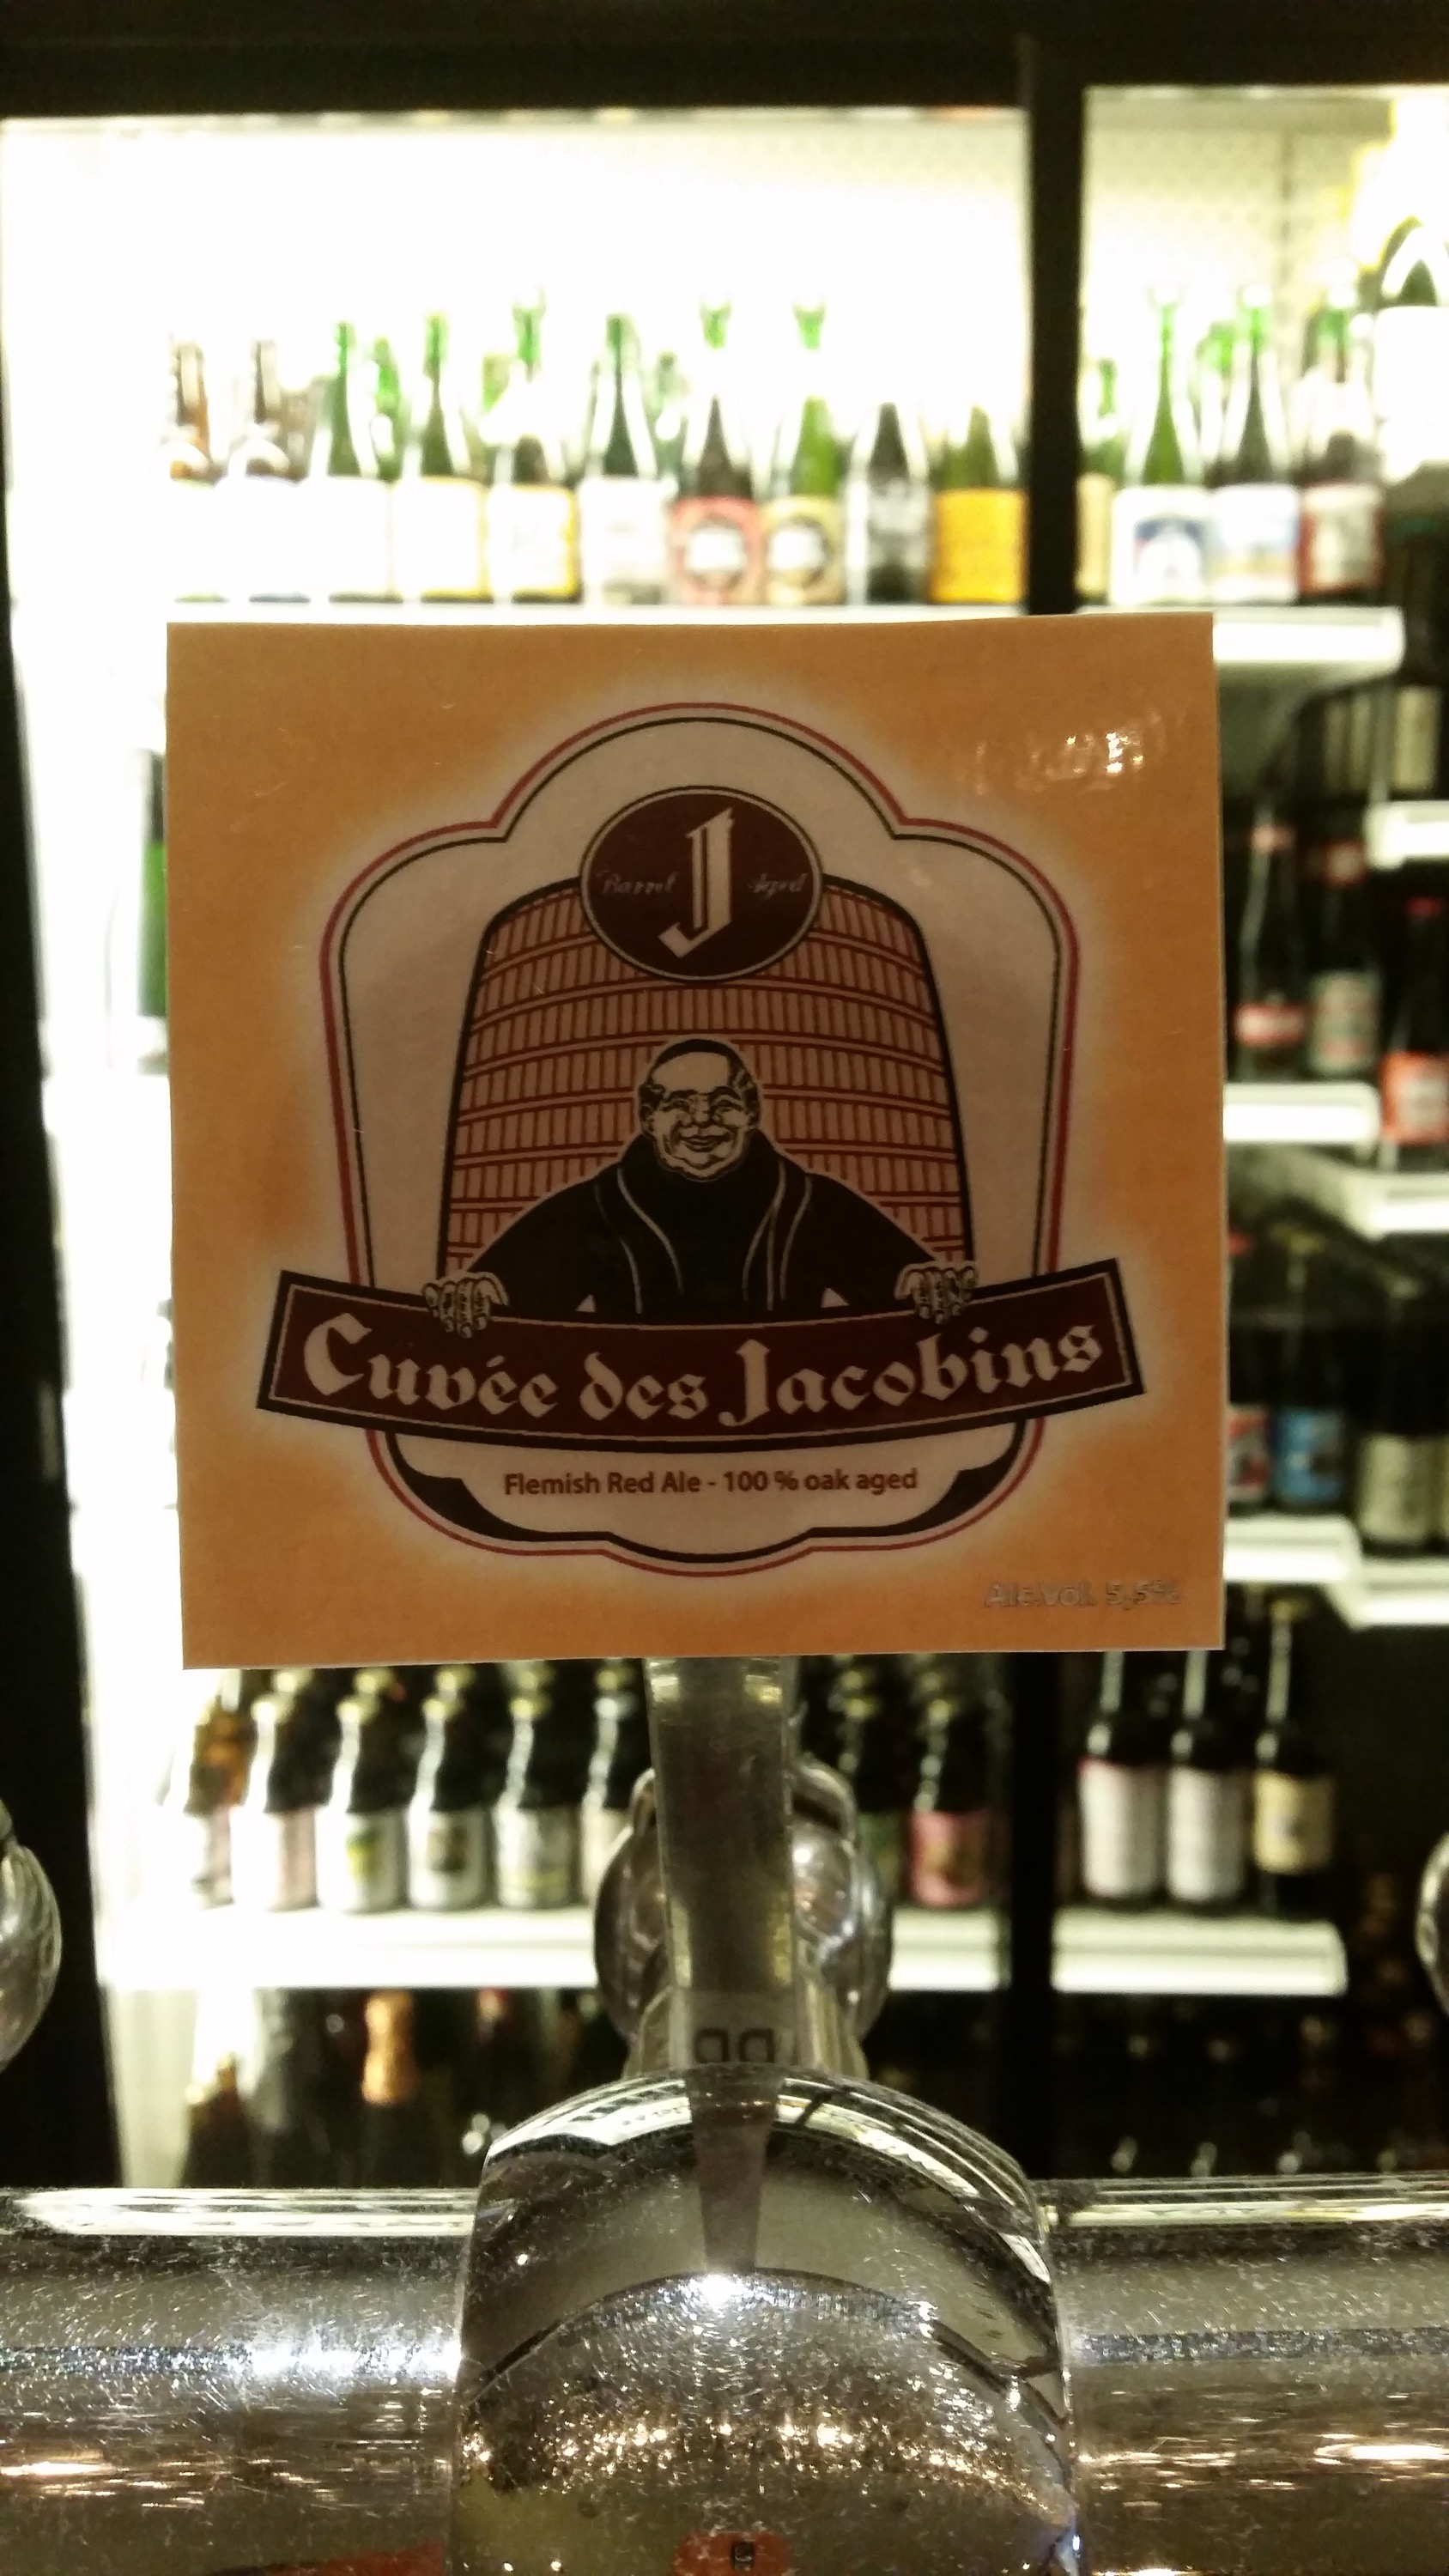 Barrel J Aged
Cuvée des Jacobins
Flemish Red Ale - 100 % oak aged
Alc.Vol. 5,5%